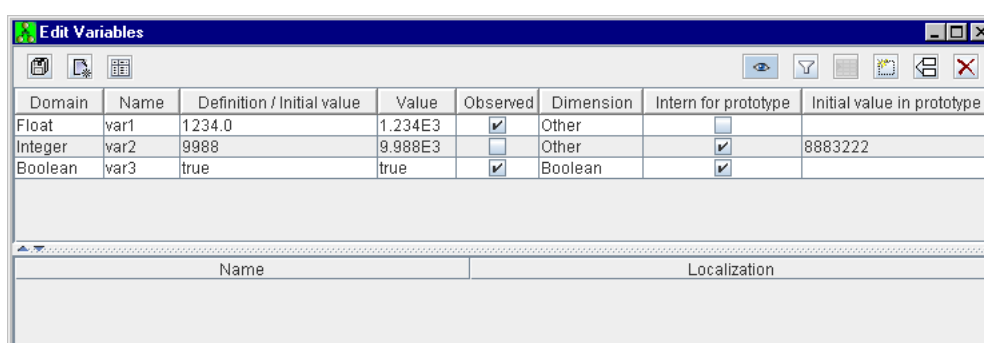 Edit Variables
Domain Name Definition / Initial value Value Observed Dimension Intern for prototype Initial value in prototype
Float var1 1234.0 1.234E3 Other
Integer var2 9988 9.988E3 Other 8883222
Boolean var3 true true Boolean
Name Localization